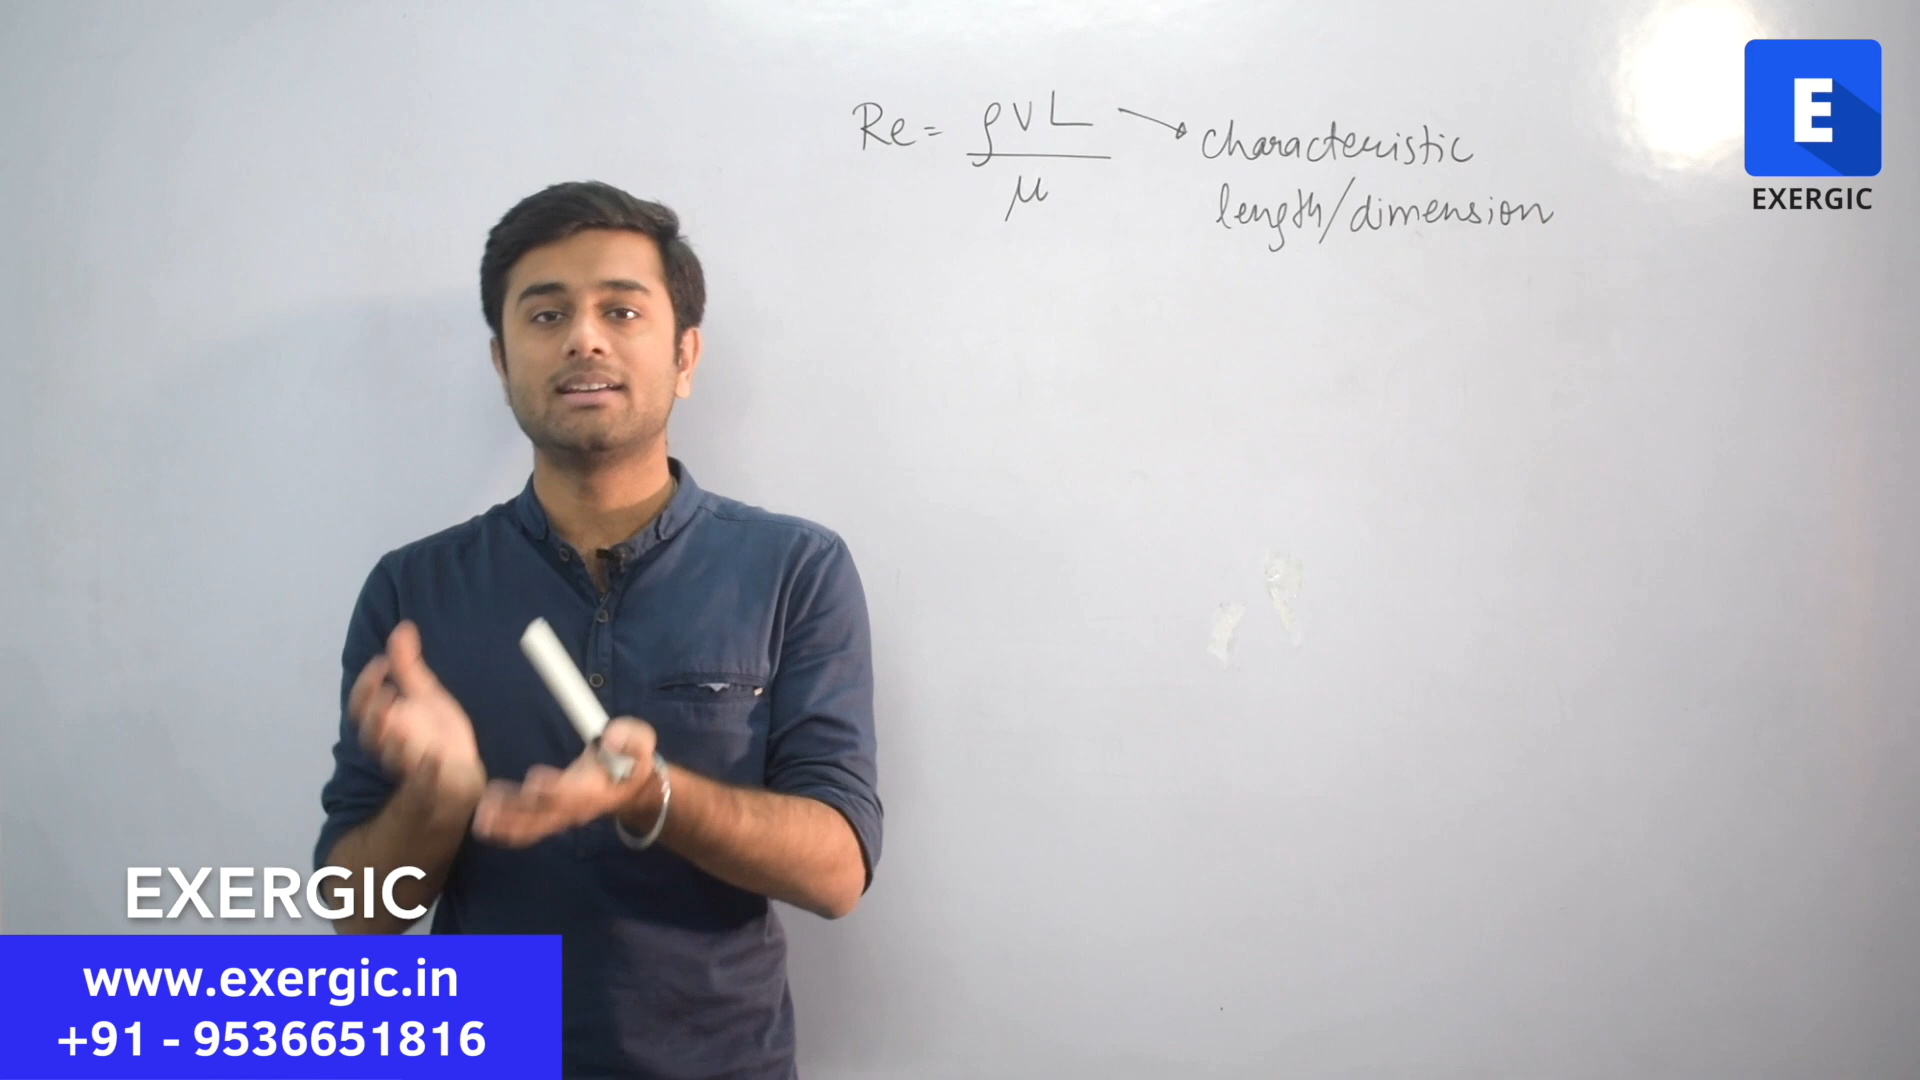 Re = ρVL → characteristic
μ
length/dimension
E
EXERGIC
EXERGIC
www.exergic.in
+91 - 9536651816